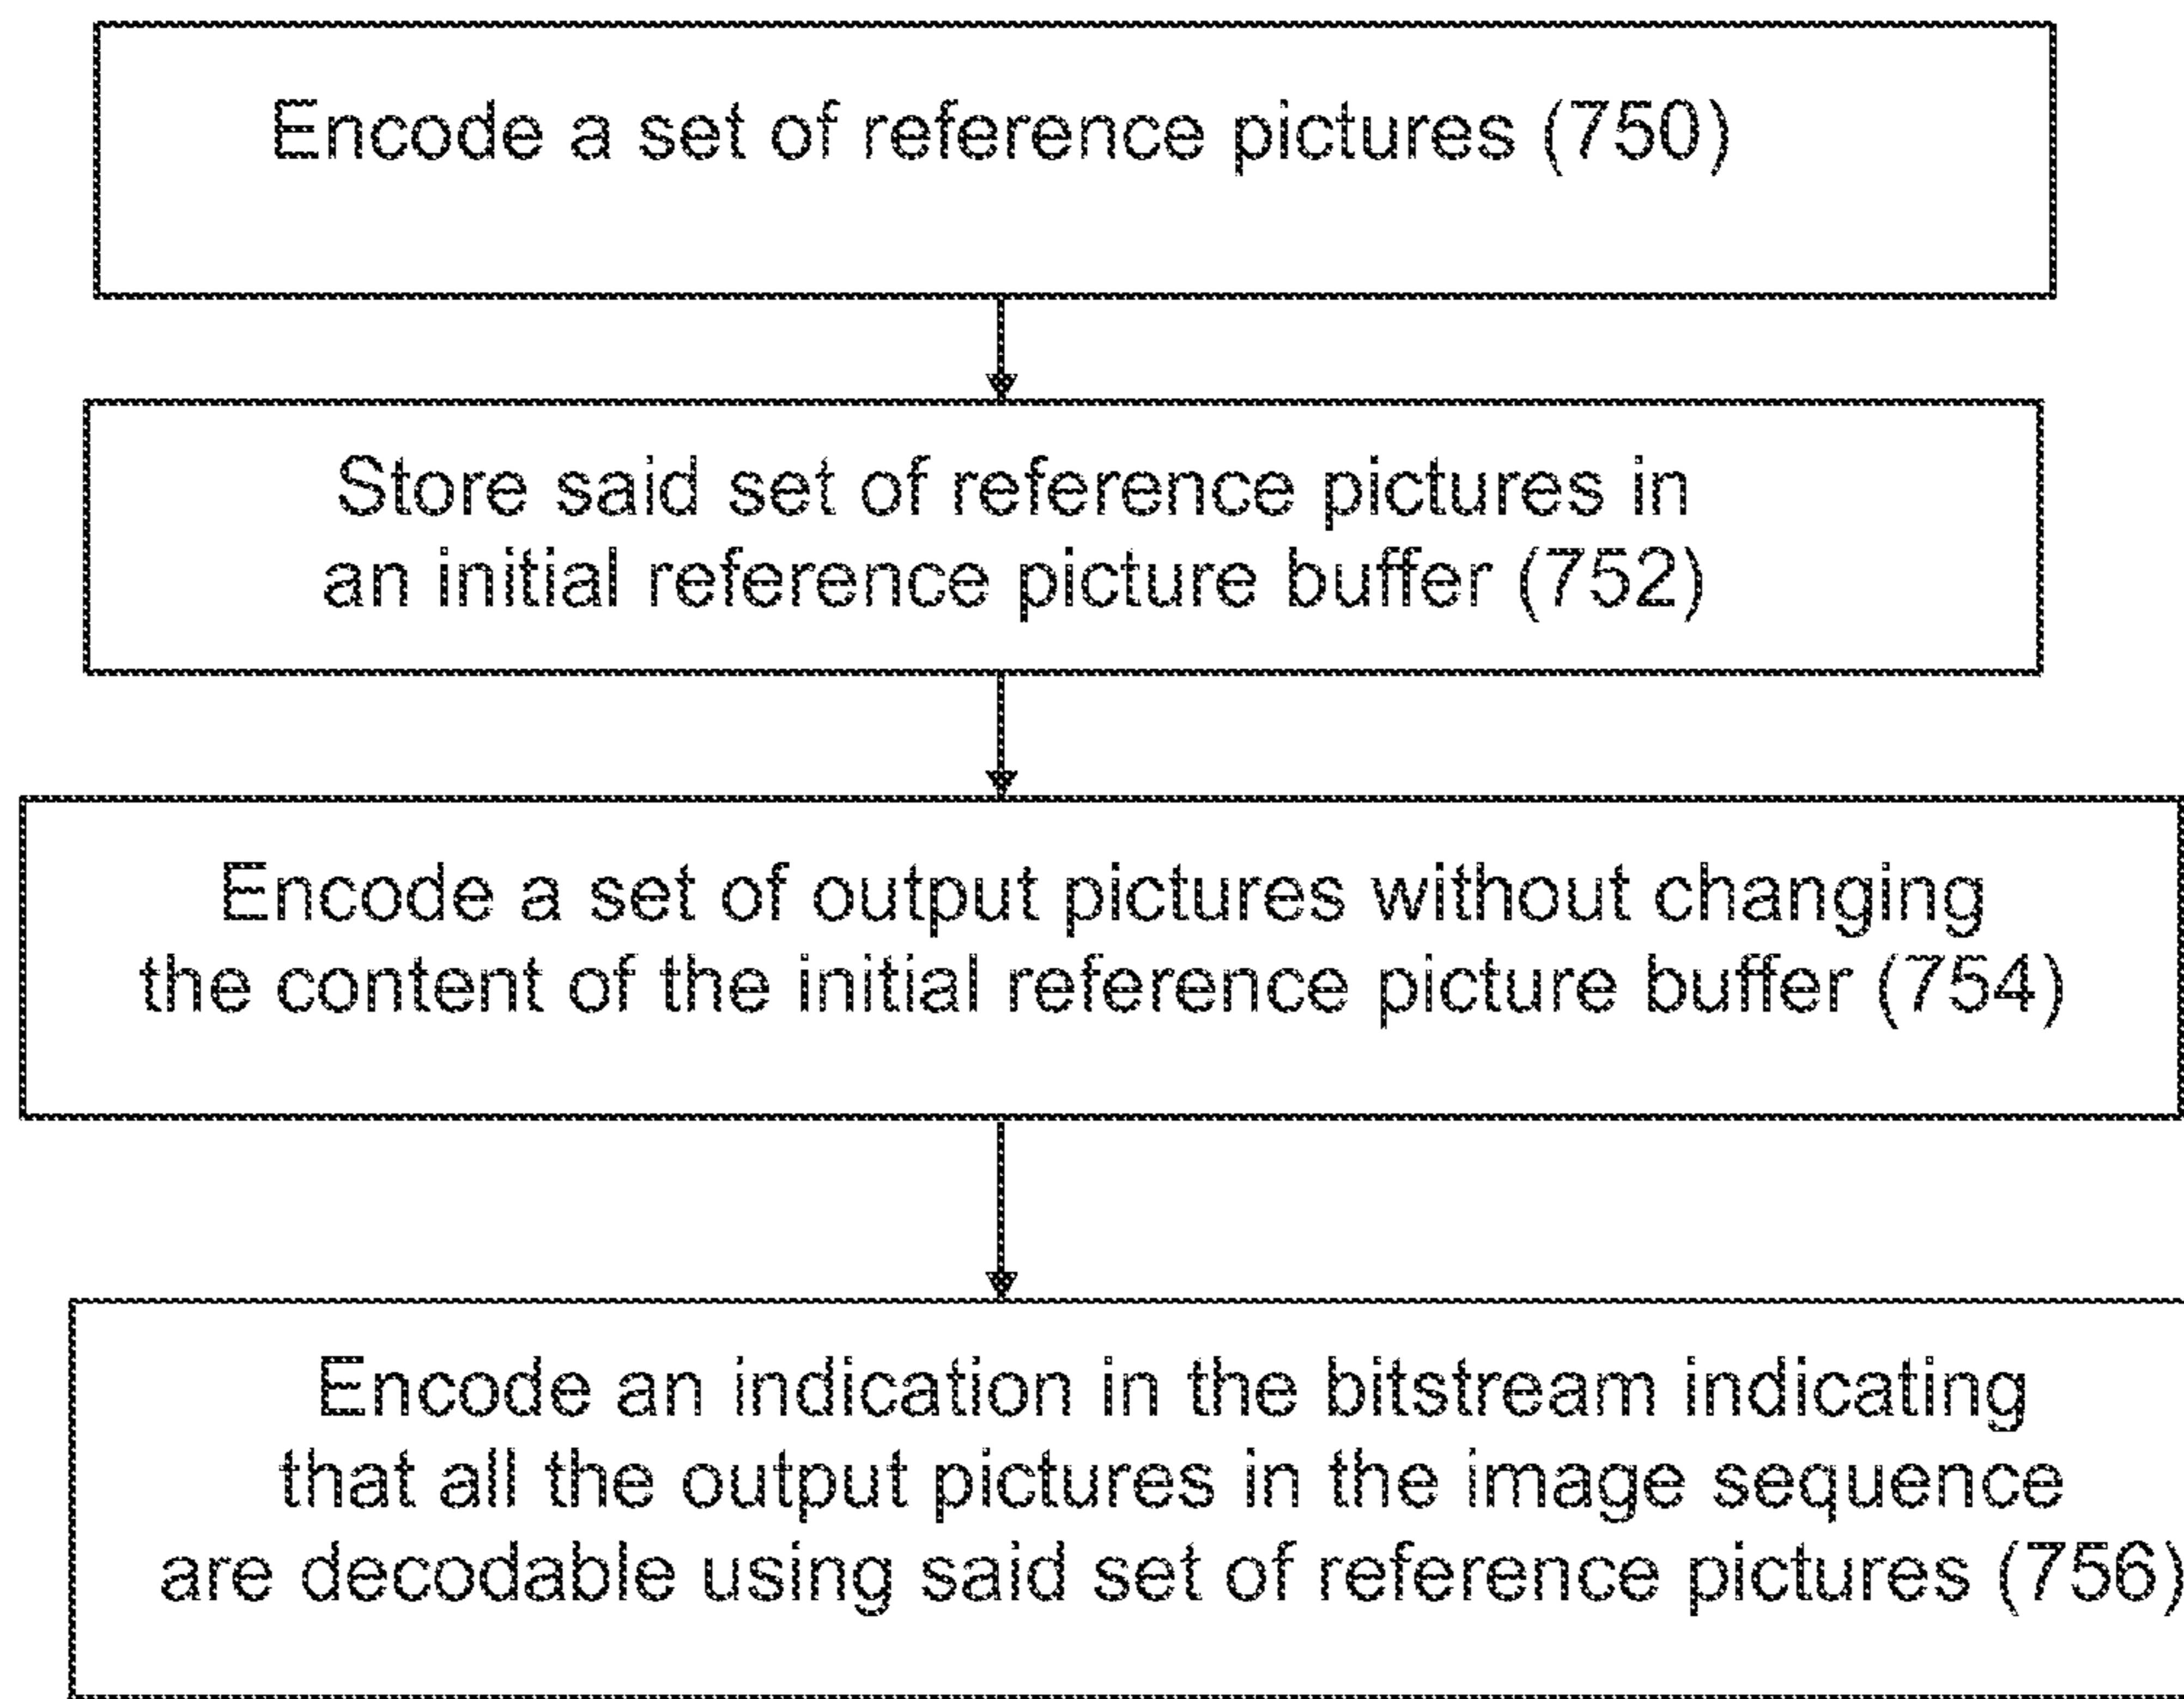 Encode a set of reference pictures (750)
Store said set of reference pictures in
an initial reference picture buffer (752)
Encode a set of output pictures without changing
the content of the initial reference picture buffer (754)
Encode an indication in the bitstream indicating
that all the output pictures in the image sequence
are decodable using said set of reference pictures (756)